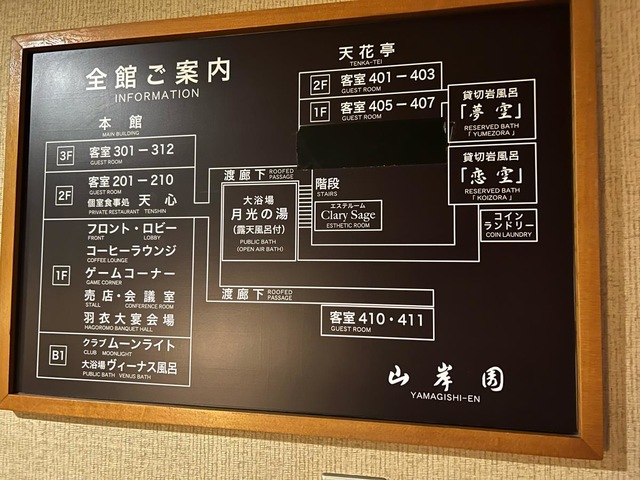 全館ご案内
INFORMATION
本館
MAIN BUILDING
3F
客室 301－312
GUEST ROOM
2F
客室 201－210
GUEST ROOM
個室食事処 天心
PRIVATE RESTAURANT TENSHIN
1F
フロント・ロビー
FRONT LOBBY
コーヒーラウンジ
COFFEE LOUNGE
ゲームコーナー
GAME CORNER
売店・会議室
STALL CONFERENCE ROOM
羽衣大宴会場
HAGOROMO BANQUET HALL
B1
クラブムーンライト
CLUB MOONLIGHT
大浴場ヴィーナス風呂
PUBLIC BATH VENUS BATH
天花亭
TENKA-TEI
2F
客室 401－403
GUEST ROOM
1F
客室 405－407
GUEST ROOM
貸切岩風呂
「夢空」
RESERVED BATH
「YUMEZORA」
貸切岩風呂
「恋空」
RESERVED BATH
「KOIZORA」
コイン
ランドリー
COIN LAUNDRY
渡廊下 ROOFED PASSAGE
大浴場
月光の湯
(露天風呂付)
PUBLIC BATH
(OPEN AIR BATH)
階段
STAIRS
エステルーム
Clary Sage
ESTHETIC ROOM
渡廊下 ROOFED PASSAGE
客室 410・411
GUEST ROOM
山岸園
YAMAGISHI-EN